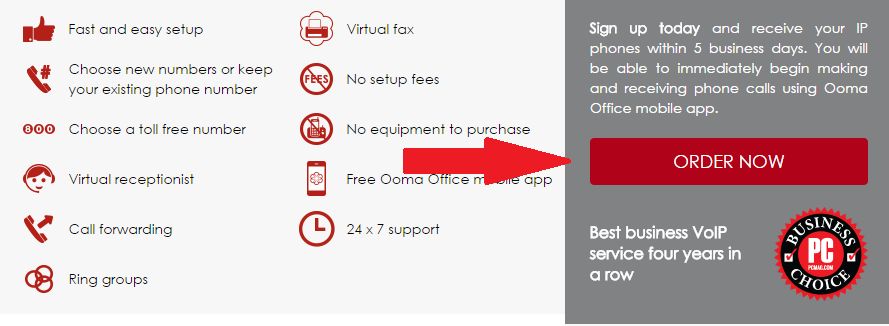 Fast and easy setup
Choose new numbers or keep
your existing phone number
800
Choose a toll free number
Virtual receptionist
Call forwarding
Ring groups
Virtual fax
FEES
No setup fees
No equipment to purchase
Free Ooma Office mobile app
24 x 7 support
Sign up today and receive your IP
phones within 5 business days. You will
be able to immediately begin making
and receiving phone calls using Ooma
Office mobile app.
ORDER NOW
Best business VoIP
service four years in
a row
BUSINESS
PC
PCMAG.COM
CHOICE